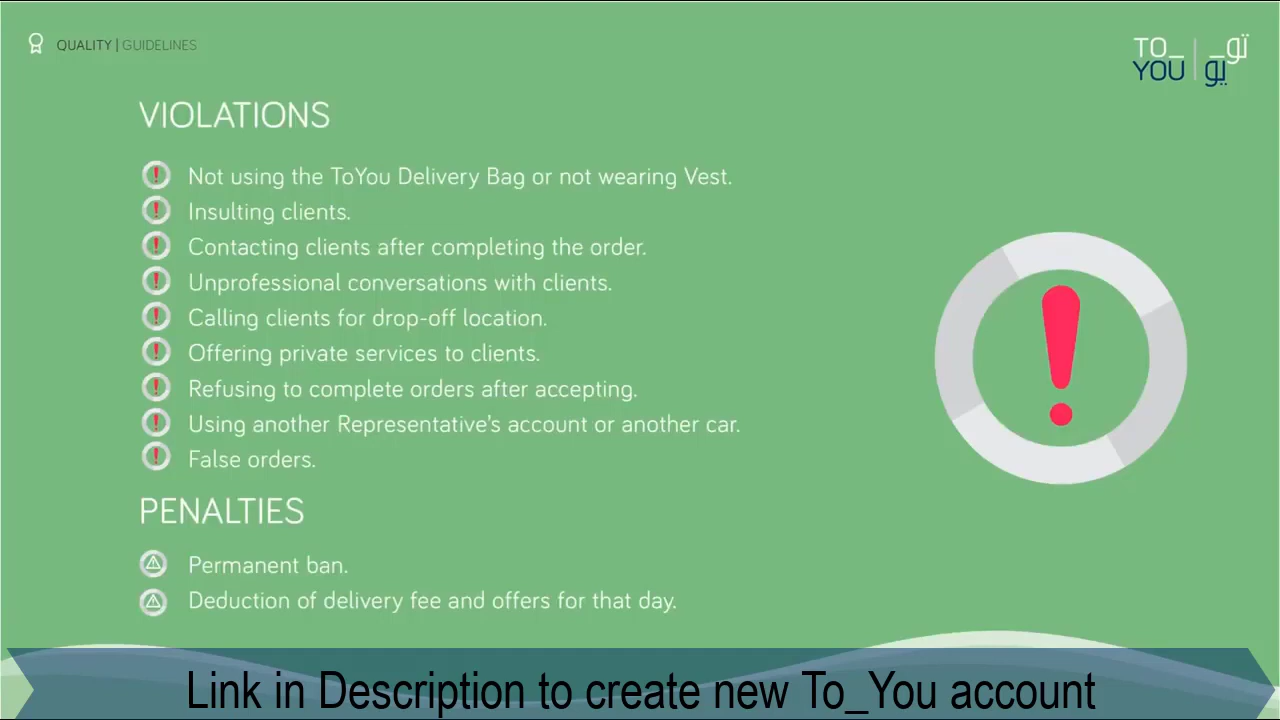 QUALITY | GUIDELINES
TO_ | تو_
YOU | يو
VIOLATIONS
Not using the ToYou Delivery Bag or not wearing Vest.
Insulting clients.
Contacting clients after completing the order.
Unprofessional conversations with clients.
Calling clients for drop-off location.
Offering private services to clients.
Refusing to complete orders after accepting.
Using another Representative's account or another car.
False orders.
PENALTIES
Permanent ban.
Deduction of delivery fee and offers for that day.
Link in Description to create new To_You account